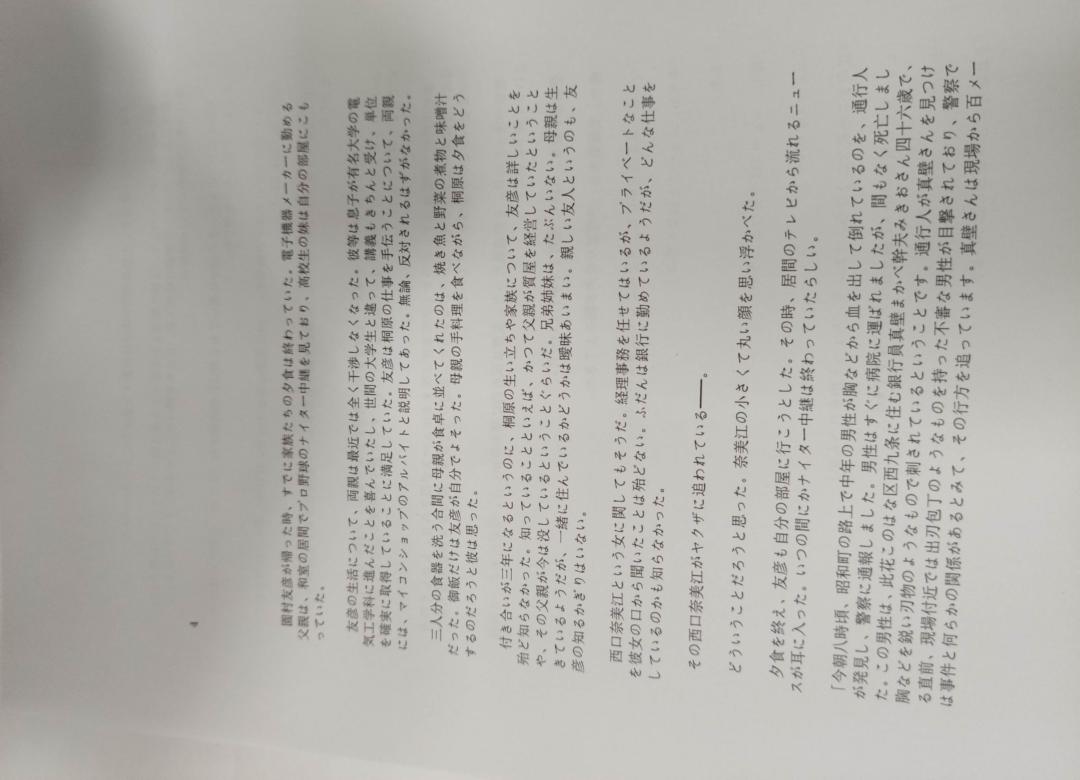 4
園村友彦が帰った時、すでに家族たちの夕食は終わっていた。電子機器メーカーに勤める
父親は、和室の居間でプロ野球のナイター中継を見ており、高校生の妹は自分の部屋にこも
っていた。
友彦の生活について、両親は最近では全く干渉しなくなった。彼等は息子が有名大学の電
気工学科に進んだことを喜んでいたし、世間の大学生と違って、講義もきちんと受け、単位
を確実に取得していることに満足していた。友彦は桐原の仕事を手伝うことについて、両親
には、マイコンショップのアルバイトと説明してあった。無論、反対されるはずがなかった。
三人分の食器を洗う合間に母親が食卓に並べてくれたのは、焼き魚と野菜の煮物と味噌汁
だった。御飯だけは友彦が自分でよそった。母親の手料理を食べながら、桐原は夕食をどう
するのだろうと彼は思った。
付き合いが三年になるというのに、桐原の生い立ちや家族について、友彦は詳しいことを
殆ど知らなかった。知っていることといえば、かつて父親が質屋を経営していたということ
や、その父親が今は没しているということぐらいだ。兄弟姉妹は、たぶんいない。母親は生
きているようだが、一緒に住んでいるかどうかは曖昧あいまい。親しい友人というのも、友
彦の知るかぎりはいない。
西口奈美江という女に関してもそうだ。経理事務を任せてはいるが、プライベートなこと
を彼女の口から聞いたことは殆どない。ふだんは銀行に勤めているようだが、どんな仕事を
しているのかも知らなかった。
その西口奈美江がヤクザに追われている――。
どういうことだろうと思った。奈美江の小さくて丸い顔を思い浮かべた。
夕食を終え、友彦も自分の部屋に行こうとした。その時、居間のテレビから流れるニュー
スが耳に入った。いつの間にかナイター中継は終わっていたらしい。
「今朝八時頃、昭和町の路上で中年の男性が胸などから血を出して倒れているのを、通行人
が発見し、警察に通報しました。男性はすぐに病院に運ばれましたが、間もなく死亡しまし
た。この男性は、此花このはな区西九条に住む銀行員真壁まかべ幹夫みきおさん四十六歳で、
胸などを鋭い刃物のようなもので刺されているということです。通行人が真壁さんを見つけ
る直前、現場付近では出刃包丁のようなものを持った不審な男性が目撃されており、警察で
は事件と何らかの関係があるとみて、その行方を追っています。真壁さんは現場から百メー